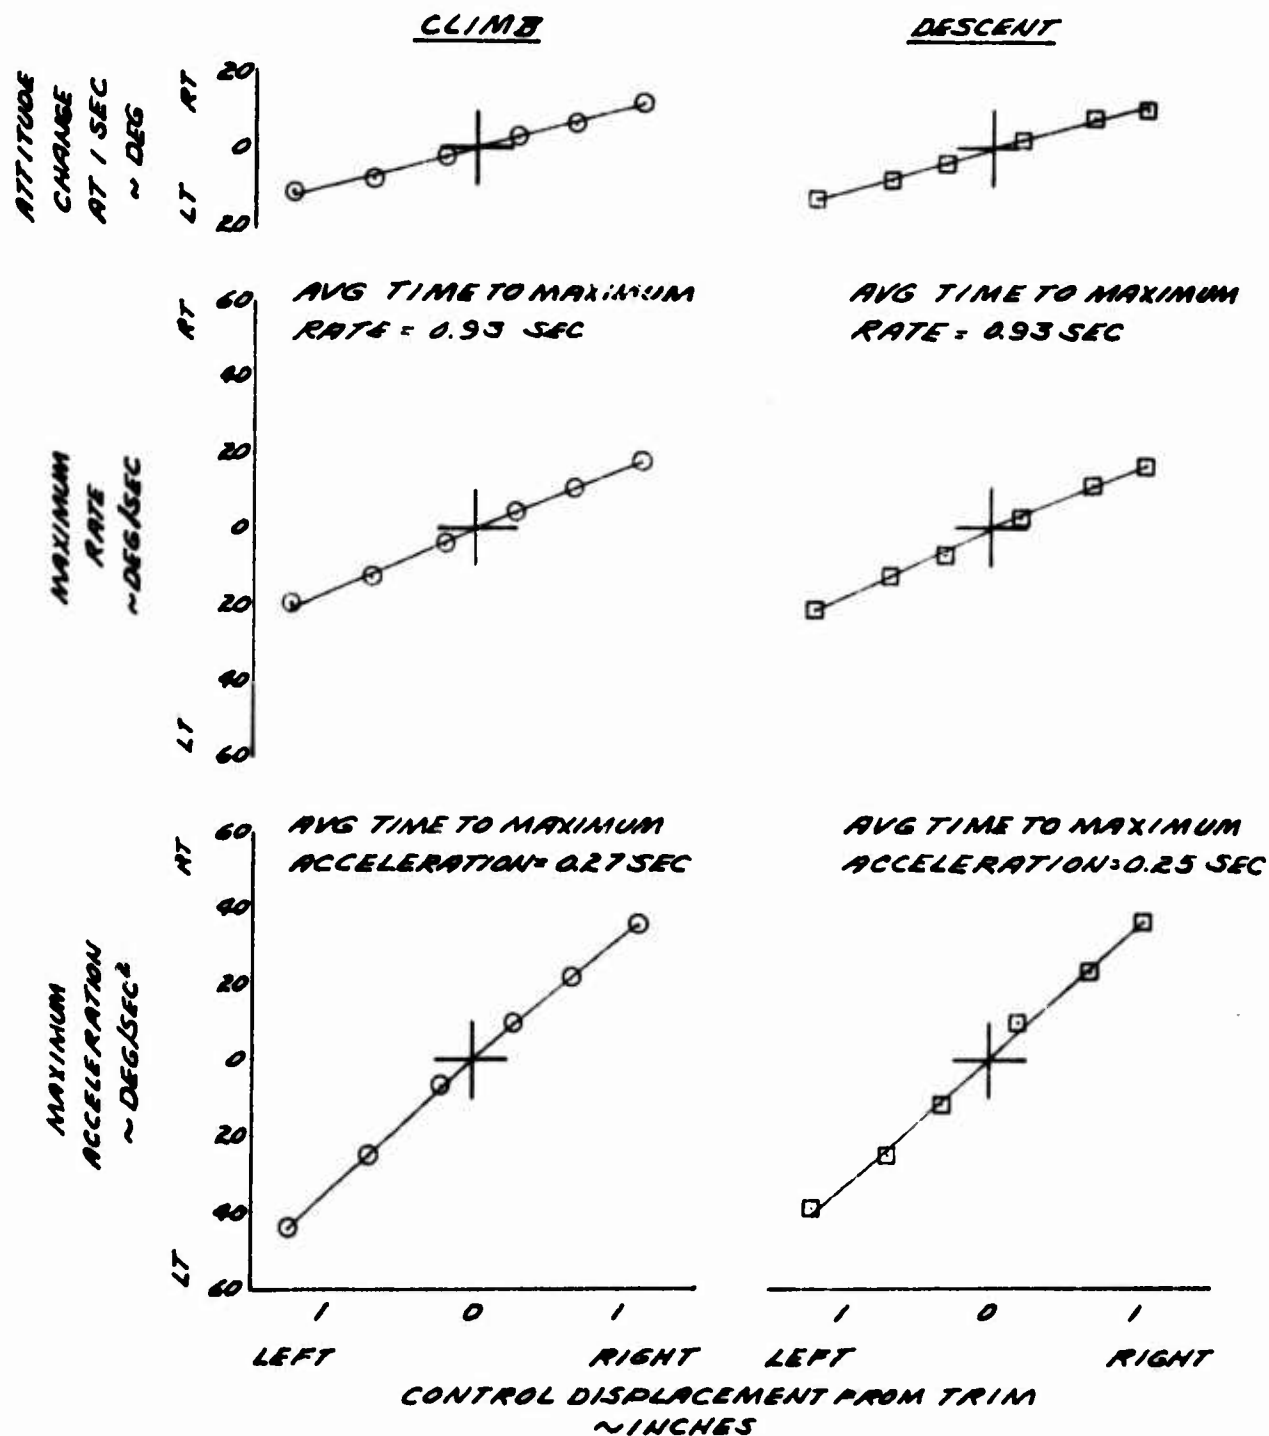 CLIMB
DESCENT
ATTITUDE
CHANGE
AT 1 SEC
~ DEG
LT RT
20
0
20
AVG TIME TO MAXIMUM
RATE = 0.93 SEC
AVG TIME TO MAXIMUM
RATE = 0.93 SEC
MAXIMUM
RATE
~DEG/SEC
LT RT
60
40
20
0
20
40
60
AVG TIME TO MAXIMUM
ACCELERATION= 0.27 SEC
AVG TIME TO MAXIMUM
ACCELERATION=0.25 SEC
MAXIMUM
ACCELERATION
~ DEG/SEC²
LT RT
60
40
20
0
20
40
60
1 0 1
1 0 1
LEFT RIGHT
LEFT RIGHT
CONTROL DISPLACEMENT FROM TRIM
~INCHES